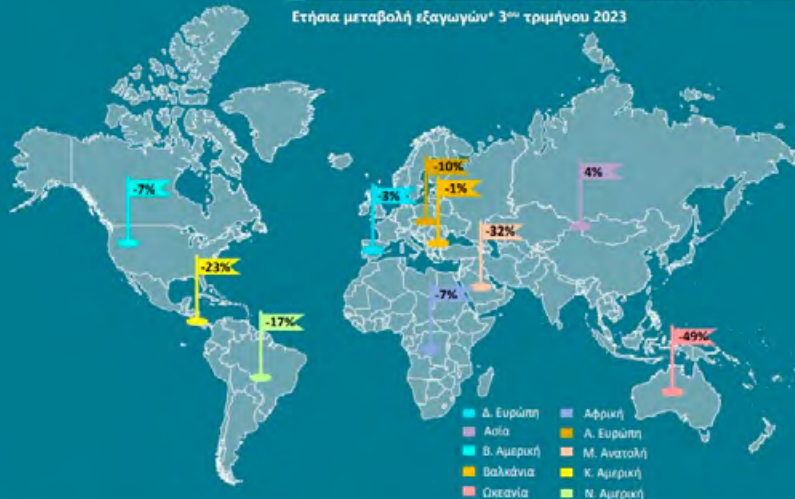 Ετήσια μεταβολή εξαγωγών* 3ου τριμήνου 2023
-10%
4%
-7%
-3%
-1%
-32%
-23%
-7%
-17%
-49%
Δ. Ευρώπη
Αφρική
Ασία
Λ. Ευρώπη
Β. Αμερική
Μ. Ανατολή
Βαλκάνια
Κ. Αμερική
Ωκεανία
Ν. Αμερική